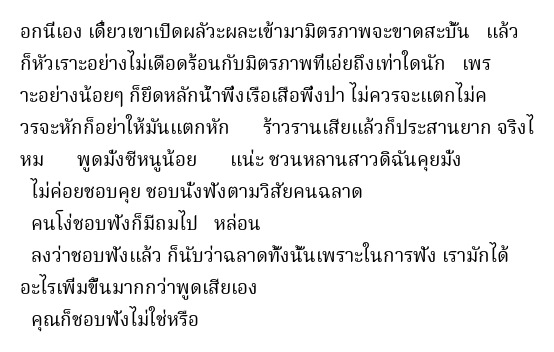 อกนี่เอง เดี๋ยวเขาเปิดผลัวะผละเข้ามามิตรภาพจะขาดสะบั้น แล้ว
ก็หัวเราะอย่างไม่เดือดร้อนกับมิตรภาพที่เอ่ยถึงเท่าใดนัก เพร
าะอย่างน้อยๆ ก็ยึดหลักน้ำพึ่งเรือเสือพึ่งป่า ไม่ควรจะแตกไม่ค
วรจะหักก็อย่าให้มันแตกหัก ร้าวรานเสียแล้วก็ประสานยาก จริงไ
หม พูดมั่งซีหนูน้อย แน่ะ ชวนหลานสาวดิฉันคุยมั่ง
ไม่ค่อยชอบคุย ชอบนั่งฟังตามวิสัยคนฉลาด
คนโง่ชอบฟังก็มีถมไป หล่อน
ลงว่าชอบฟังแล้ว ก็นับว่าฉลาดทั้งนั้นเพราะในการฟัง เรามักได้
อะไรเพิ่มขึ้นมากกว่าพูดเสียเอง
คุณก็ชอบฟังไม่ใช่หรือ